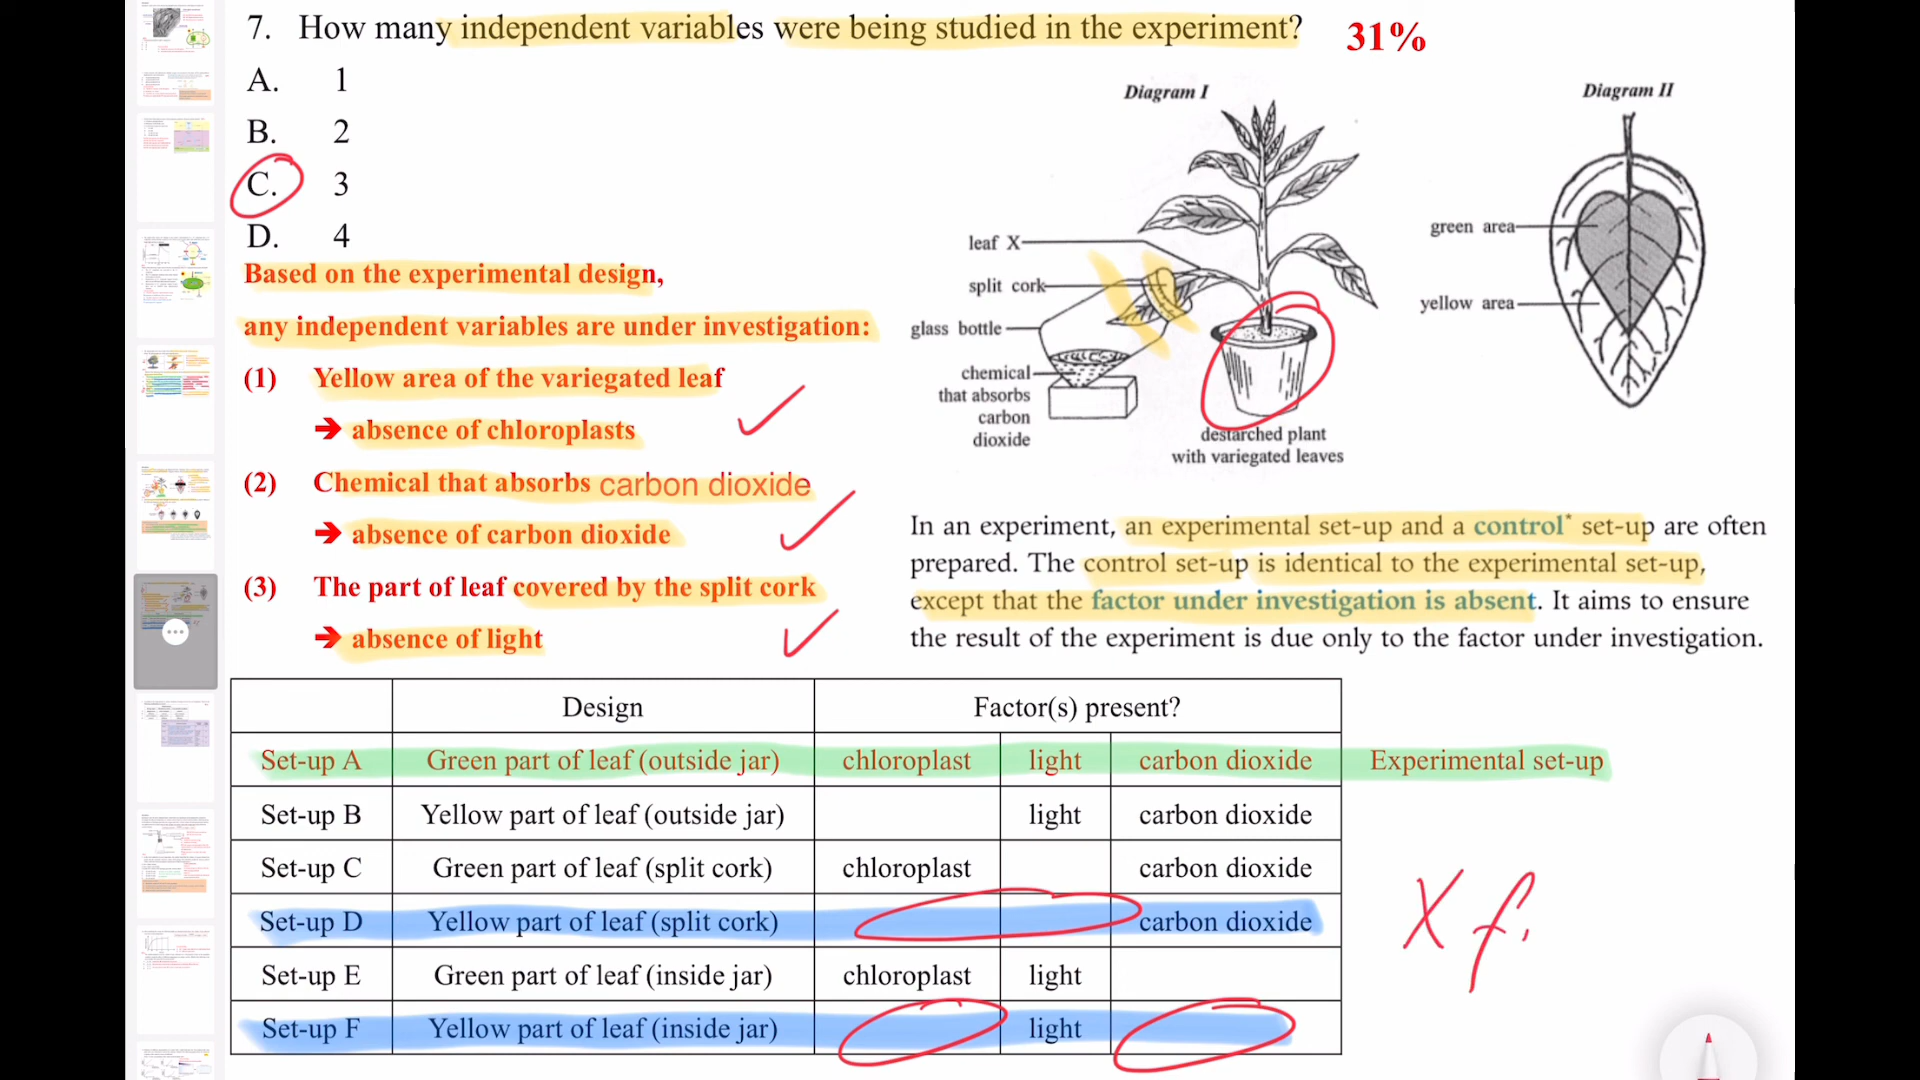 7. How many independent variables were being studied in the experiment?
31%
A. 1
B. 2
C. 3
D. 4
Based on the experimental design,
any independent variables are under investigation:
(1) Yellow area of the variegated leaf
➔ absence of chloroplasts
(2) Chemical that absorbs carbon dioxide
➔ absence of carbon dioxide
(3) The part of leaf covered by the split cork
➔ absence of light
Diagram I
leaf X
split cork
glass bottle
chemical
that absorbs
carbon
dioxide
destarched plant
with variegated leaves
Diagram II
green area
yellow area
In an experiment, an experimental set-up and a control* set-up are often
prepared. The control set-up is identical to the experimental set-up,
except that the factor under investigation is absent. It aims to ensure
the result of the experiment is due only to the factor under investigation.
Design Factor(s) present?
Set-up A Green part of leaf (outside jar) chloroplast light carbon dioxide Experimental set-up
Set-up B Yellow part of leaf (outside jar) light carbon dioxide
Set-up C Green part of leaf (split cork) chloroplast carbon dioxide
Set-up D Yellow part of leaf (split cork) carbon dioxide
Set-up E Green part of leaf (inside jar) chloroplast light
Set-up F Yellow part of leaf (inside jar) light